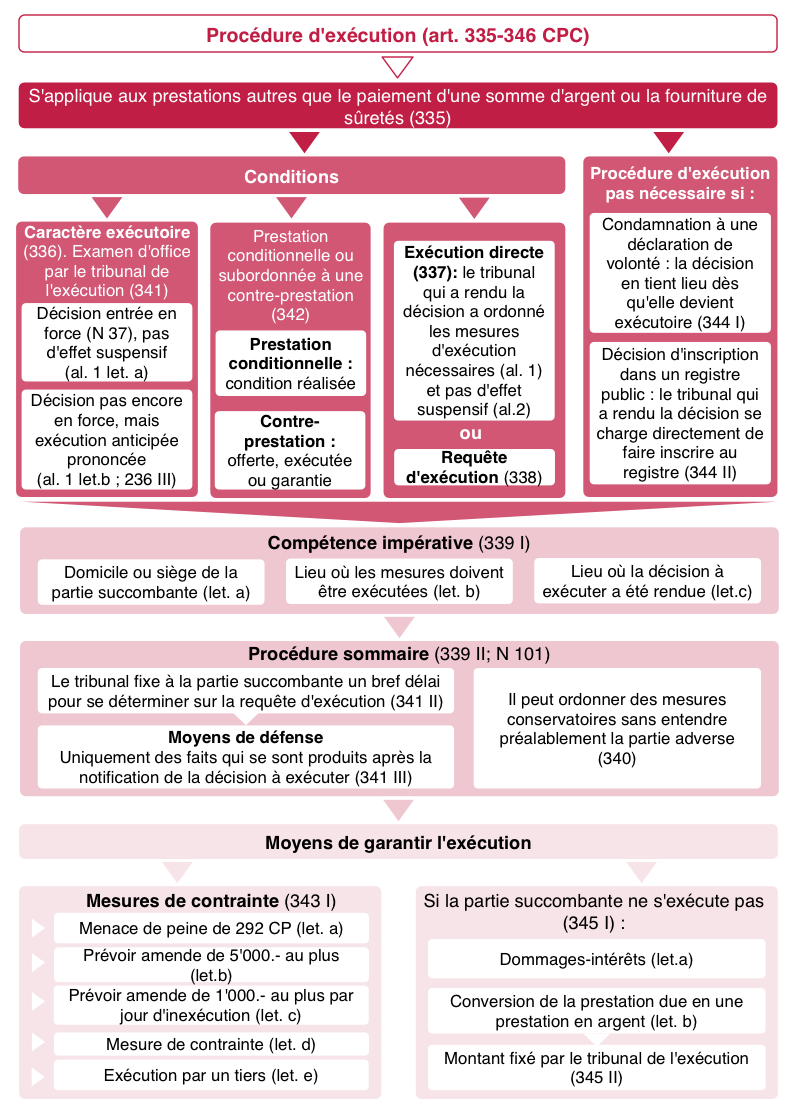 Procédure d'exécution (art. 335-346 CPC)
S'applique aux prestations autres que le paiement d'une somme d'argent ou la fourniture de
sûretés (335)
Conditions
Caractère exécutoire
(336). Examen d'office
par le tribunal de
l'exécution (341)
Décision entrée en
force (N 37), pas
d'effet suspensif
(al. 1 let. a)
Décision pas encore
en force, mais
exécution anticipée
prononcée
(al. 1 let.b ; 236 III)
Prestation
conditionnelle ou
subordonnée à une
contre-prestation
(342)
Prestation
conditionnelle :
condition réalisée
Contre-
prestation :
offerte, exécutée
ou garantie
Exécution directe
(337): le tribunal
qui a rendu la
décision a ordonné
les mesures
d'exécution
nécessaires (al. 1)
et pas d'effet
suspensif (al.2)
ou
Requête
d'exécution (338)
Procédure d'exécution
pas nécessaire si :
Condamnation à une
déclaration de
volonté : la décision
en tient lieu dès
qu'elle devient
exécutoire (344 I)
Décision d'inscription
dans un registre
public : le tribunal qui
a rendu la décision se
charge directement de
faire inscrire au
registre (344 II)
Compétence impérative (339 I)
Domicile ou siège de la
partie succombante (let. a)
Lieu où les mesures doivent
être exécutées (let. b)
Lieu où la décision à
exécuter a été rendue (let.c)
Procédure sommaire (339 II; N 101)
Le tribunal fixe à la partie succombante un bref délai
pour se déterminer sur la requête d'exécution (341 II)
Moyens de défense
Uniquement des faits qui se sont produits après la
notification de la décision à exécuter (341 III)
Il peut ordonner des mesures
conservatoires sans entendre
préalablement la partie adverse
(340)
Moyens de garantir l'exécution
Mesures de contrainte (343 I)
Menace de peine de 292 CP (let. a)
Prévoir amende de 5'000.- au plus
(let.b)
Prévoir amende de 1'000.- au plus par
jour d'inexécution (let. c)
Mesure de contrainte (let. d)
Exécution par un tiers (let. e)
Si la partie succombante ne s'exécute pas
(345 I) :
Dommages-intérêts (let.a)
Conversion de la prestation due en une
prestation en argent (let. b)
Montant fixé par le tribunal de l'exécution
(345 II)